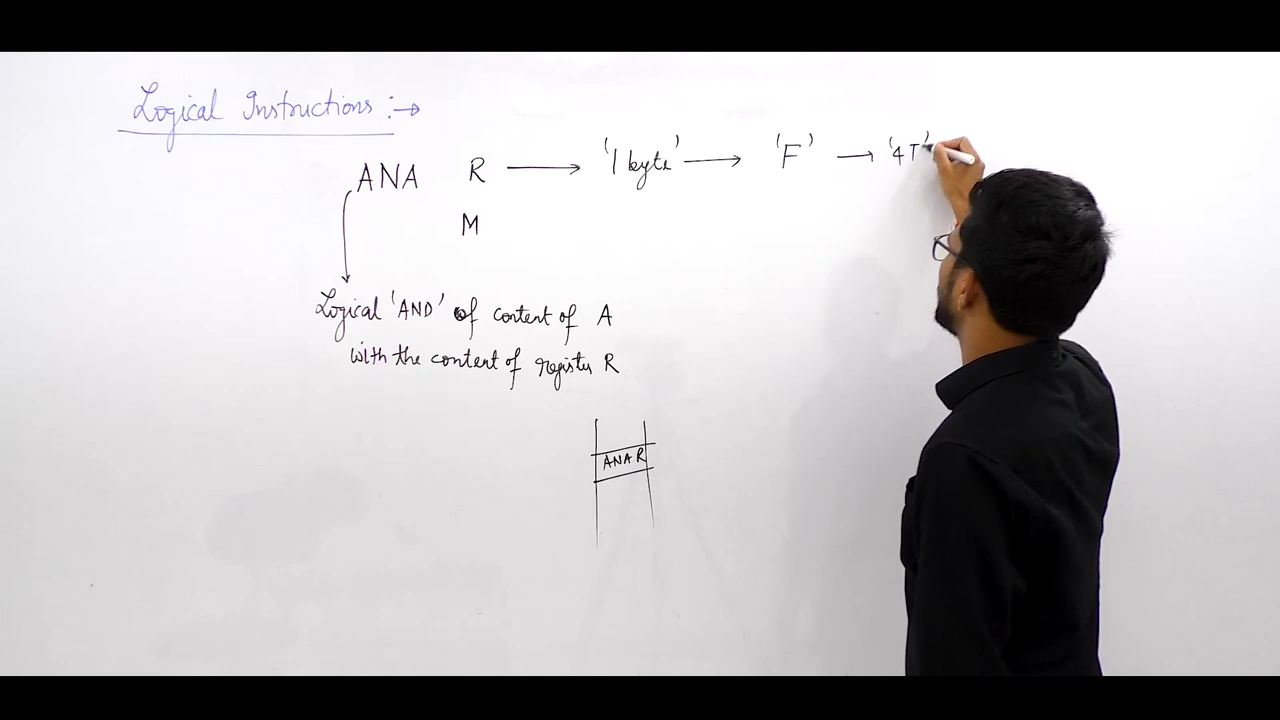 Logical Instructions :→
ANA R → '1 byte' → 'F' → '4T'
M
Logical 'AND' of content of A
with the content of register R
ANA R